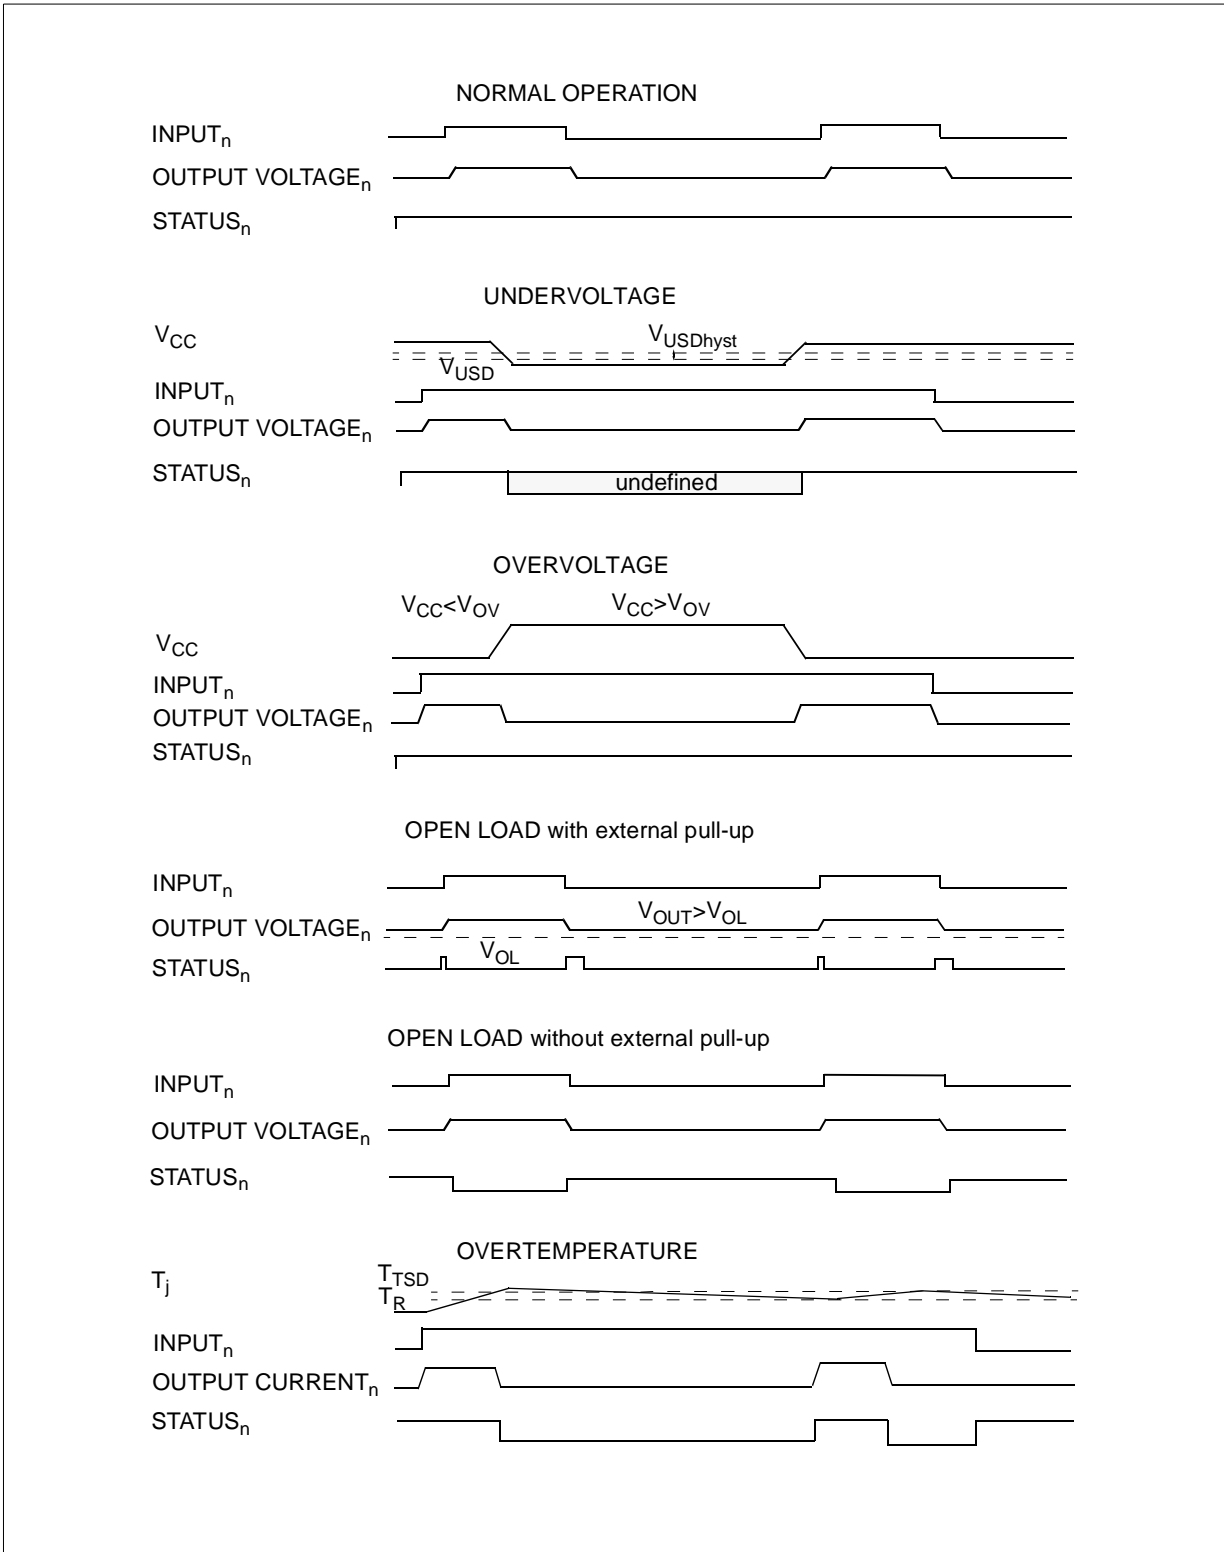 NORMAL OPERATION
INPUTn
OUTPUT VOLTAGEn
STATUSn
UNDERVOLTAGE
VCC
VUSDhyst
VUSD
INPUTn
OUTPUT VOLTAGEn
STATUSn
undefined
OVERVOLTAGE
VCC<VOV
VCC>VOV
VCC
INPUTn
OUTPUT VOLTAGEn
STATUSn
OPEN LOAD with external pull-up
INPUTn
VOUT>VOL
OUTPUT VOLTAGEn
VOL
STATUSn
OPEN LOAD without external pull-up
INPUTn
OUTPUT VOLTAGEn
STATUSn
OVERTEMPERATURE
Tj
TTSD
TR
INPUTn
OUTPUT CURRENTn
STATUSn